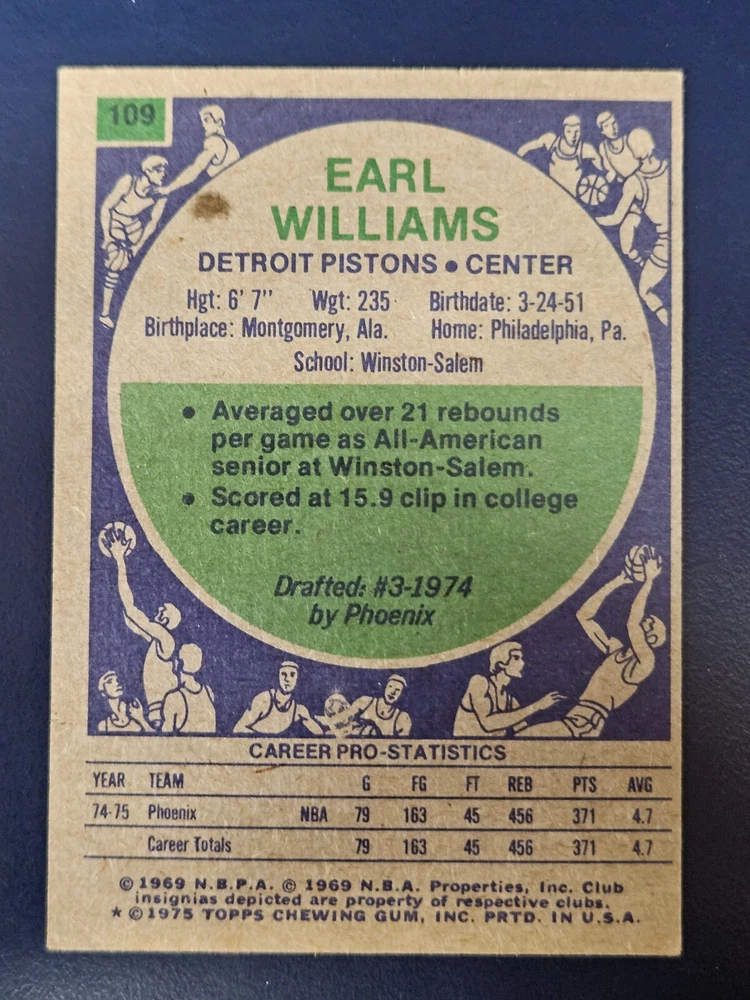 109
EARL
WILLIAMS
DETROIT PISTONS • CENTER
Hgt: 6' 7" Wgt: 235 Birthdate: 3-24-51
Birthplace: Montgomery, Ala. Home: Philadelphia, Pa.
School: Winston-Salem
• Averaged over 21 rebounds
per game as All-American
senior at Winston-Salem.
• Scored at 15.9 clip in college
career.
Drafted: #3-1974
by Phoenix
CAREER PRO-STATISTICS
YEAR TEAM G FG FT REB PTS AVG
74-75 Phoenix NBA 79 163 45 456 371 4.7
Career Totals 79 163 45 456 371 4.7
© 1969 N.B.P.A. © 1969 N.B.A. Properties, Inc. Club
insignias depicted are property of respective clubs.
★ © 1975 TOPPS CHEWING GUM, INC. PRTD. IN U.S.A.